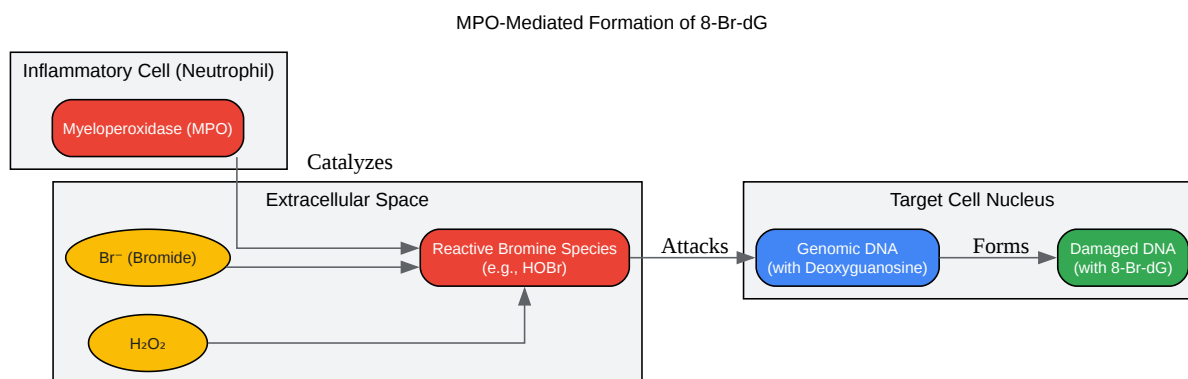 MPO-Mediated Formation of 8-Br-dG
Inflammatory Cell (Neutrophil)
Myeloperoxidase (MPO)
Catalyzes
Extracellular Space
Br⁻ (Bromide)
Reactive Bromine Species
(e.g., HOBr)
H₂O₂
Attacks
Target Cell Nucleus
Genomic DNA
(with Deoxyguanosine)
Forms
Damaged DNA
(with 8-Br-dG)